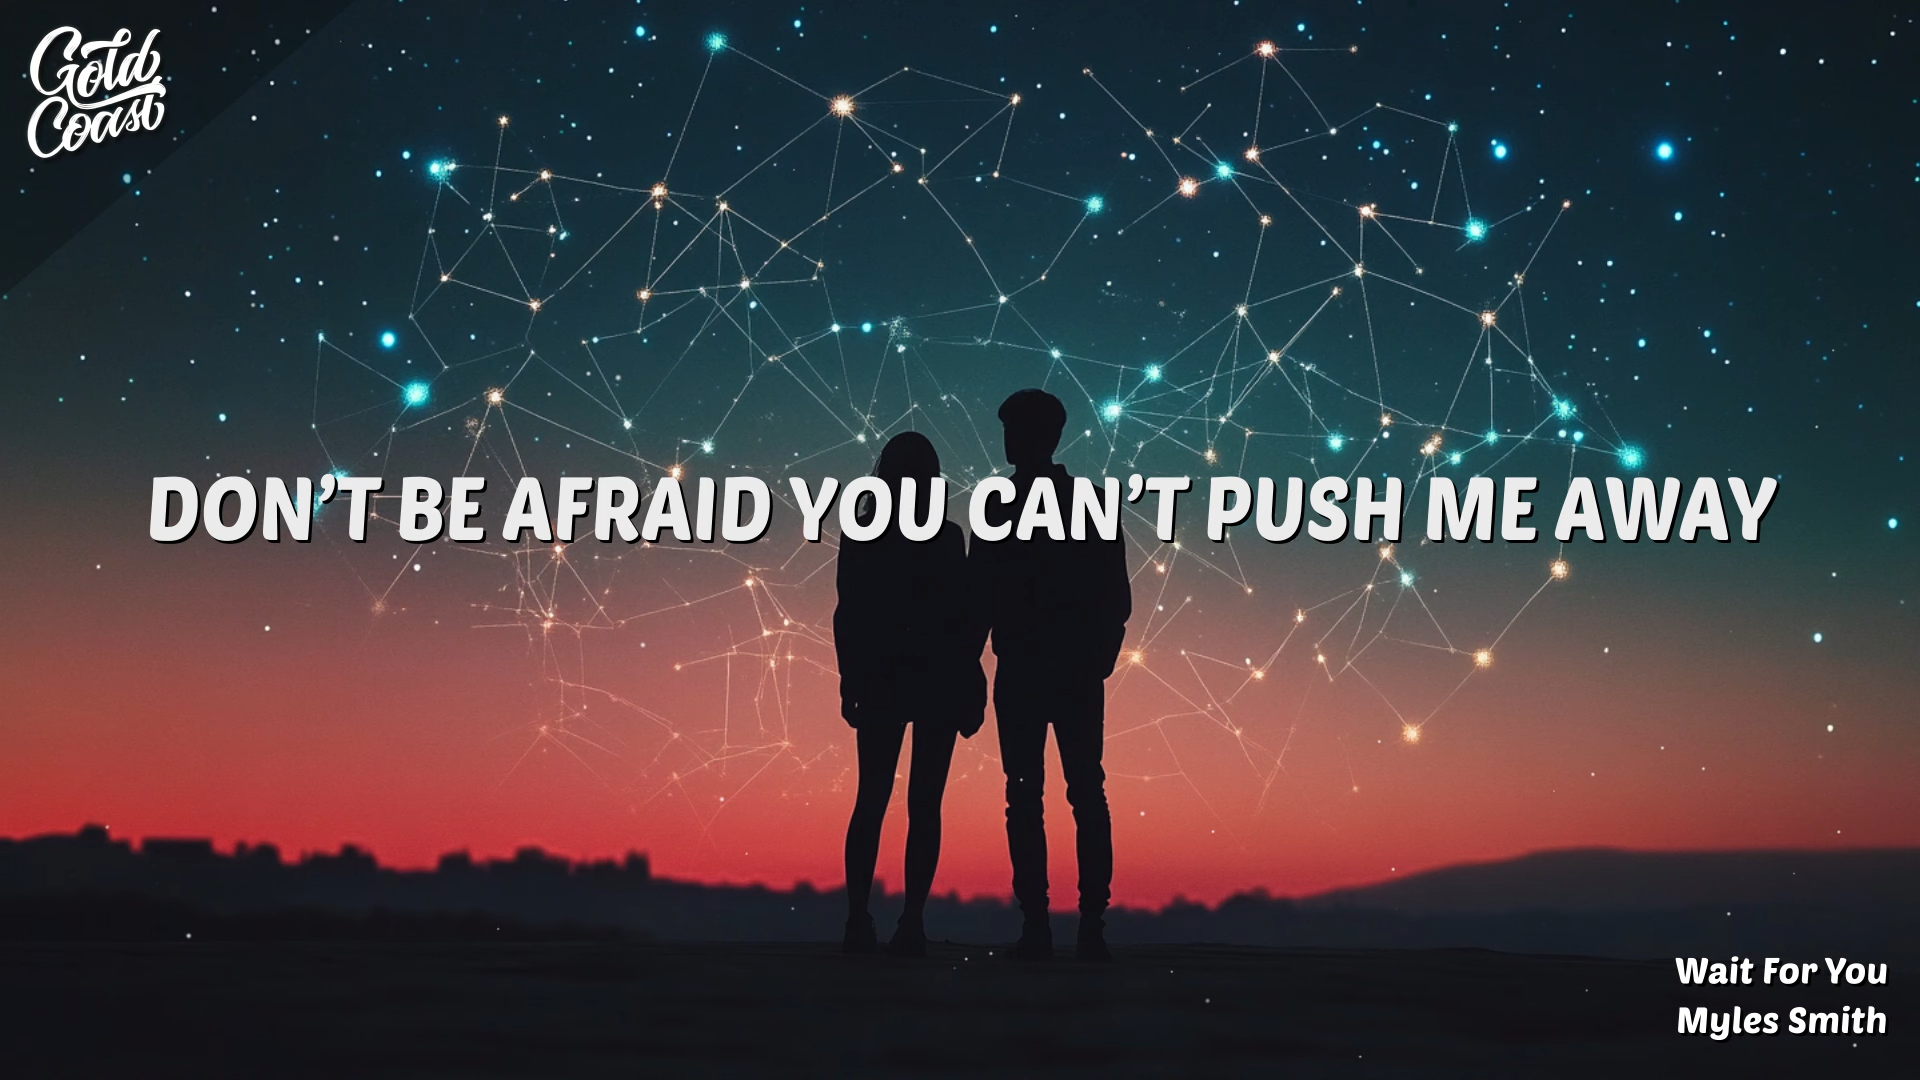 Gold
Coast
DON'T BE AFRAID YOU CAN'T PUSH ME AWAY
Wait For You
Myles Smith